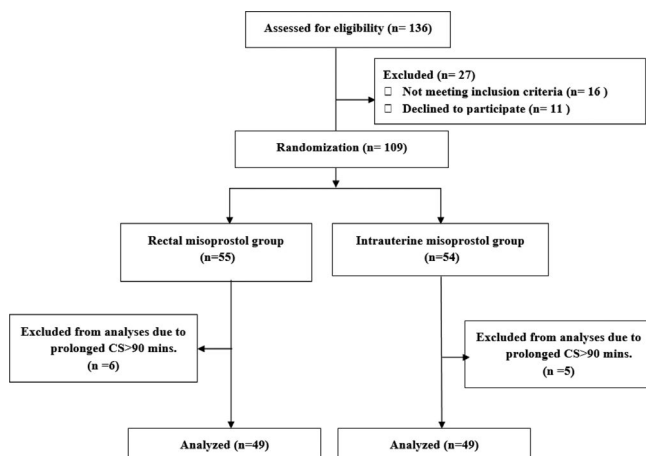 Assessed for eligibility (n= 136)
Excluded (n= 27)
☐ Not meeting inclusion criteria (n= 16 )
☐ Declined to participate (n= 11 )
Randomization (n= 109)
Rectal misoprostol group
(n=55)
Intrauterine misoprostol group
(n=54)
Excluded from analyses due to
prolonged CS>90 mins.
(n =6)
Excluded from analyses due to
prolonged CS>90 mins.
(n =5)
Analyzed (n=49)
Analyzed (n=49)